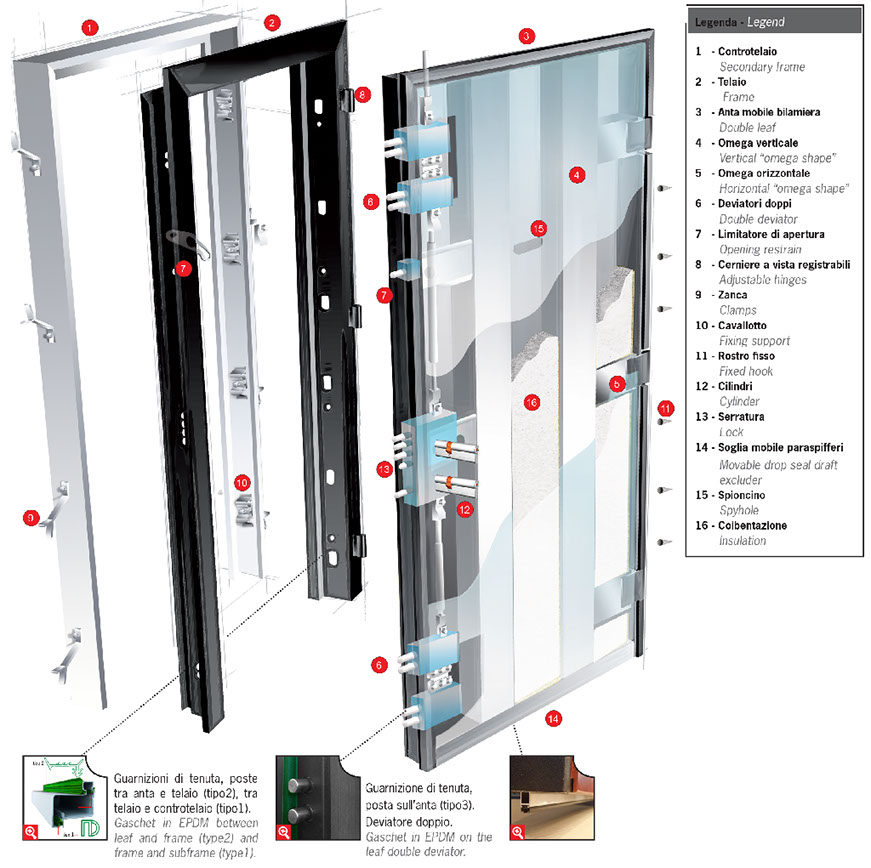 1
2
3
4
5
6
6
7
7
8
9
10
11
12
13
14
15
16
Legenda - Legend
1 - Controtelaio
Secondary frame
2 - Telaio
Frame
3 - Anta mobile bilamiera
Double leaf
4 - Omega verticale
Vertical “omega shape”
5 - Omega orizzontale
Horizontal “omega shape”
6 - Deviatori doppi
Double deviator
7 - Limitatore di apertura
Opening restrain
8 - Cerniere a vista registrabili
Adjustable hinges
9 - Zanca
Clamps
10 - Cavallotto
Fixing support
11 - Rostro fisso
Fixed hook
12 - Cilindri
Cylinder
13 - Serratura
Lock
14 - Soglia mobile paraspifferi
Movable drop seal draft
excluder
15 - Spioncino
Spyhole
16 - Coibentazione
Insulation
Guarnizioni di tenuta, poste
tra anta e telaio (tipo2), tra
telaio e controtelaio (tipo1).
Gaschet in EPDM between
leaf and frame (type2) and
frame and subframe (type1).
Guarnizione di tenuta,
posta sull'anta (tipo3).
Deviatore doppio.
Gaschet in EPDM on the
leaf double deviator.